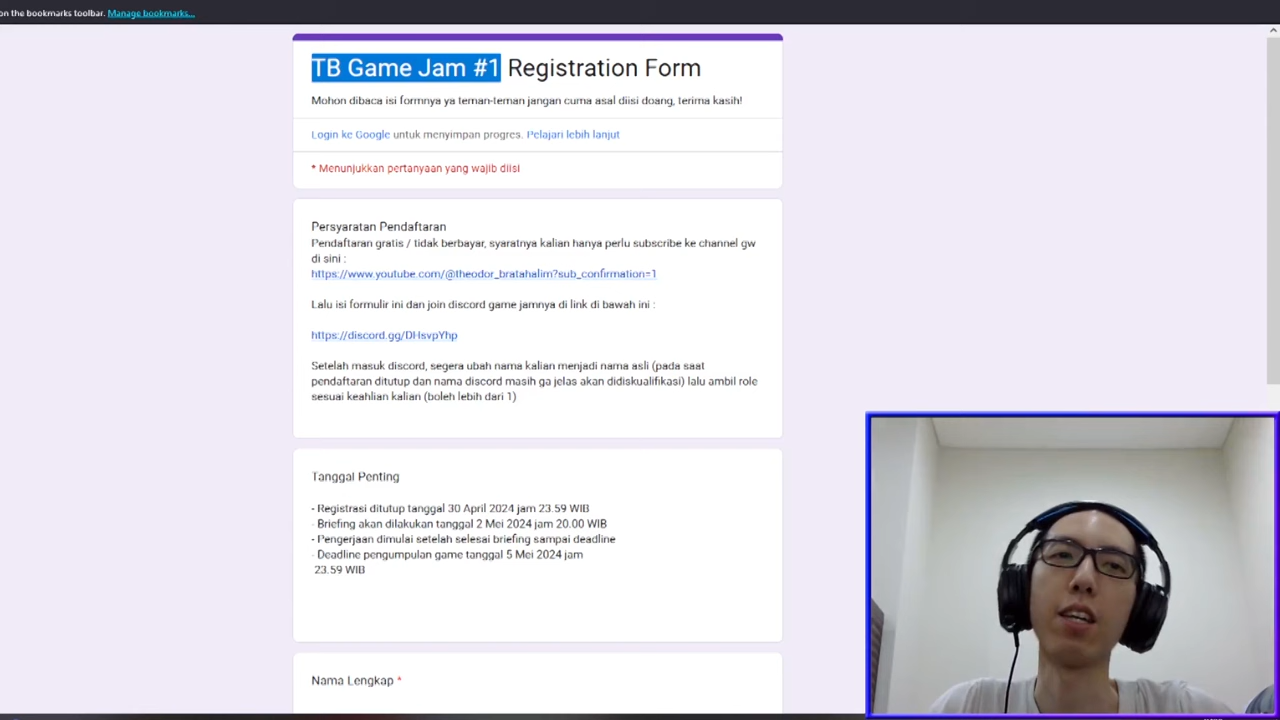 on the bookmarks toolbar. Manage bookmarks...
TB Game Jam #1 Registration Form
Mohon dibaca isi formnya ya teman-teman jangan cuma asal diisi doang, terima kasih!
Login ke Google untuk menyimpan progres. Pelajari lebih lanjut
* Menunjukkan pertanyaan yang wajib diisi
Persyaratan Pendaftaran
Pendaftaran gratis / tidak berbayar, syaratnya kalian hanya perlu subscribe ke channel gw
di sini :
https://www.youtube.com/@theodor_bratahalim?sub_confirmation=1
Lalu isi formulir ini dan join discord game jamnya di link di bawah ini :
https://discord.gg/DHsvpYhp
Setelah masuk discord, segera ubah nama kalian menjadi nama asli (pada saat
pendaftaran ditutup dan nama discord masih ga jelas akan didiskualifikasi) lalu ambil role
sesuai keahlian kalian (boleh lebih dari 1)
Tanggal Penting
- Registrasi ditutup tanggal 30 April 2024 jam 23.59 WIB
- Briefing akan dilakukan tanggal 2 Mei 2024 jam 20.00 WIB
- Pengerjaan dimulai setelah selesai briefing sampai deadline
- Deadline pengumpulan game tanggal 5 Mei 2024 jam
23.59 WIB
Nama Lengkap *